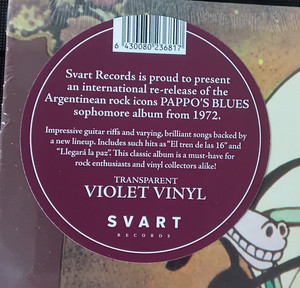 6 430080 236817
Svart Records is proud to present
an international re-release of the
Argentinean rock icons PAPPO'S BLUES
sophomore album from 1972.
Impressive guitar riffs and varying, brilliant songs backed by
a new lineup. Includes such hits as "El tren de las 16" and
"Llegará la paz". This classic album is a must-have for
rock enthusiasts and vinyl collectors alike!
TRANSPARENT
VIOLET VINYL
SVART
RECORDS